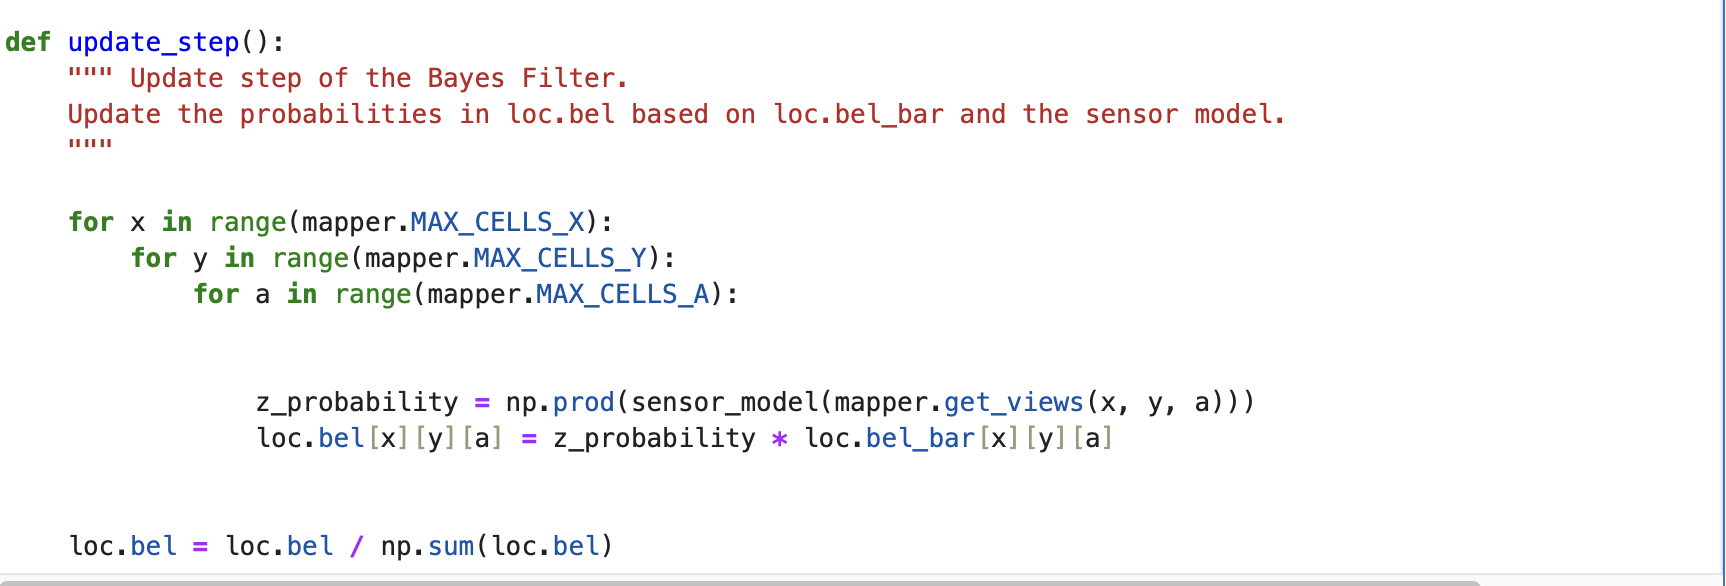 def update_step():
    """ Update step of the Bayes Filter.
    Update the probabilities in loc.bel based on loc.bel_bar and the sensor model.
    """
    for x in range(mapper.MAX_CELLS_X):
        for y in range(mapper.MAX_CELLS_Y):
            for a in range(mapper.MAX_CELLS_A):
                z_probability = np.prod(sensor_model(mapper.get_views(x, y, a)))
                loc.bel[x][y][a] = z_probability * loc.bel_bar[x][y][a]
    loc.bel = loc.bel / np.sum(loc.bel)